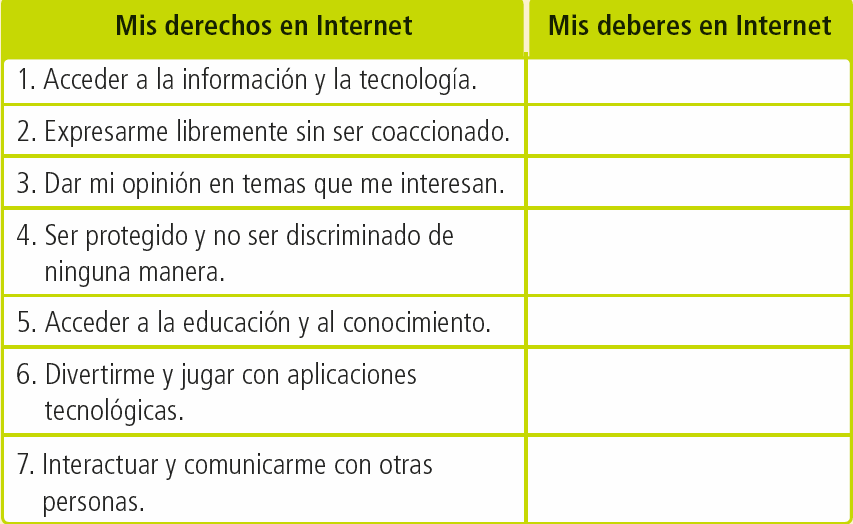 Mis derechos en Internet
Mis deberes en Internet
1. Acceder a la información y la tecnología.
2. Expresarme libremente sin ser coaccionado.
3. Dar mi opinión en temas que me interesan.
4. Ser protegido y no ser discriminado de
ninguna manera.
5. Acceder a la educación y al conocimiento.
6. Divertirme y jugar con aplicaciones
tecnológicas.
7. Interactuar y comunicarme con otras
personas.